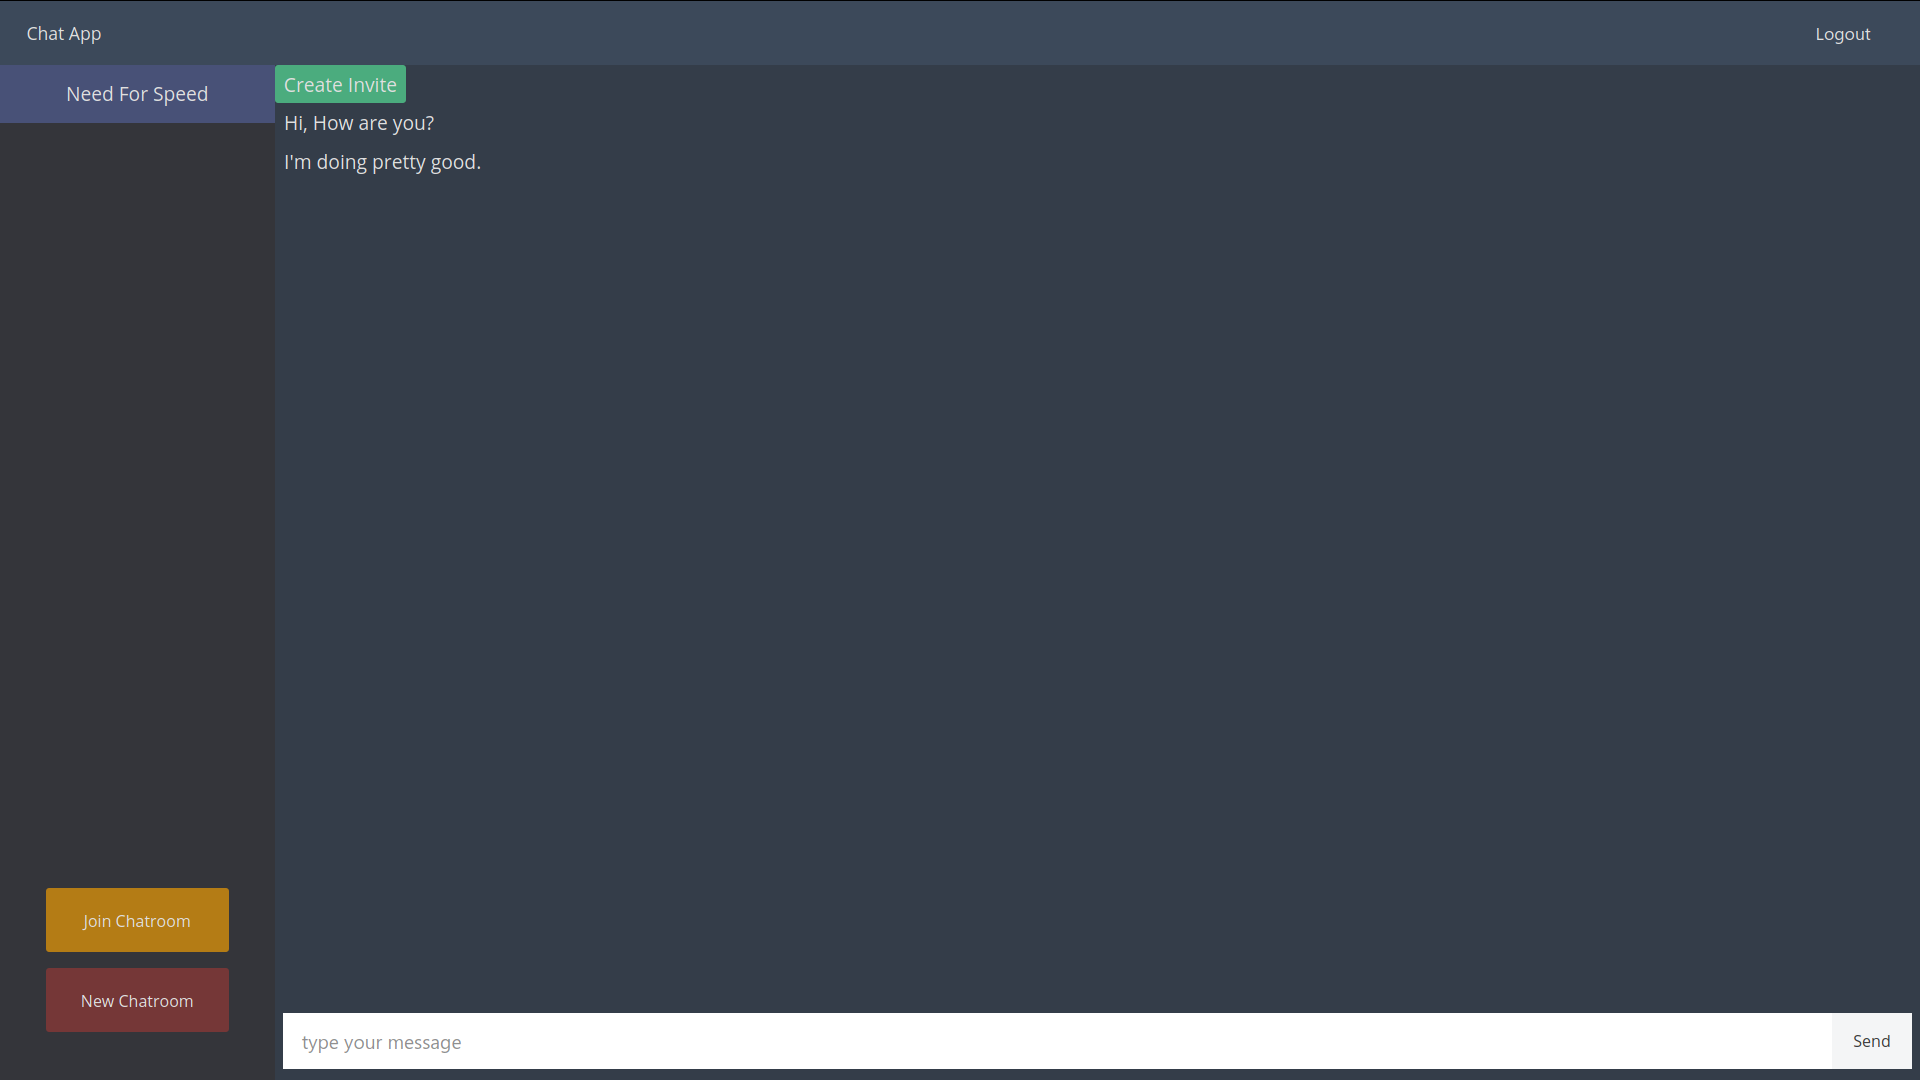 Chat App
Logout
Need For Speed
Create Invite
Hi, How are you?
I'm doing pretty good.
Join Chatroom
New Chatroom
type your message
Send